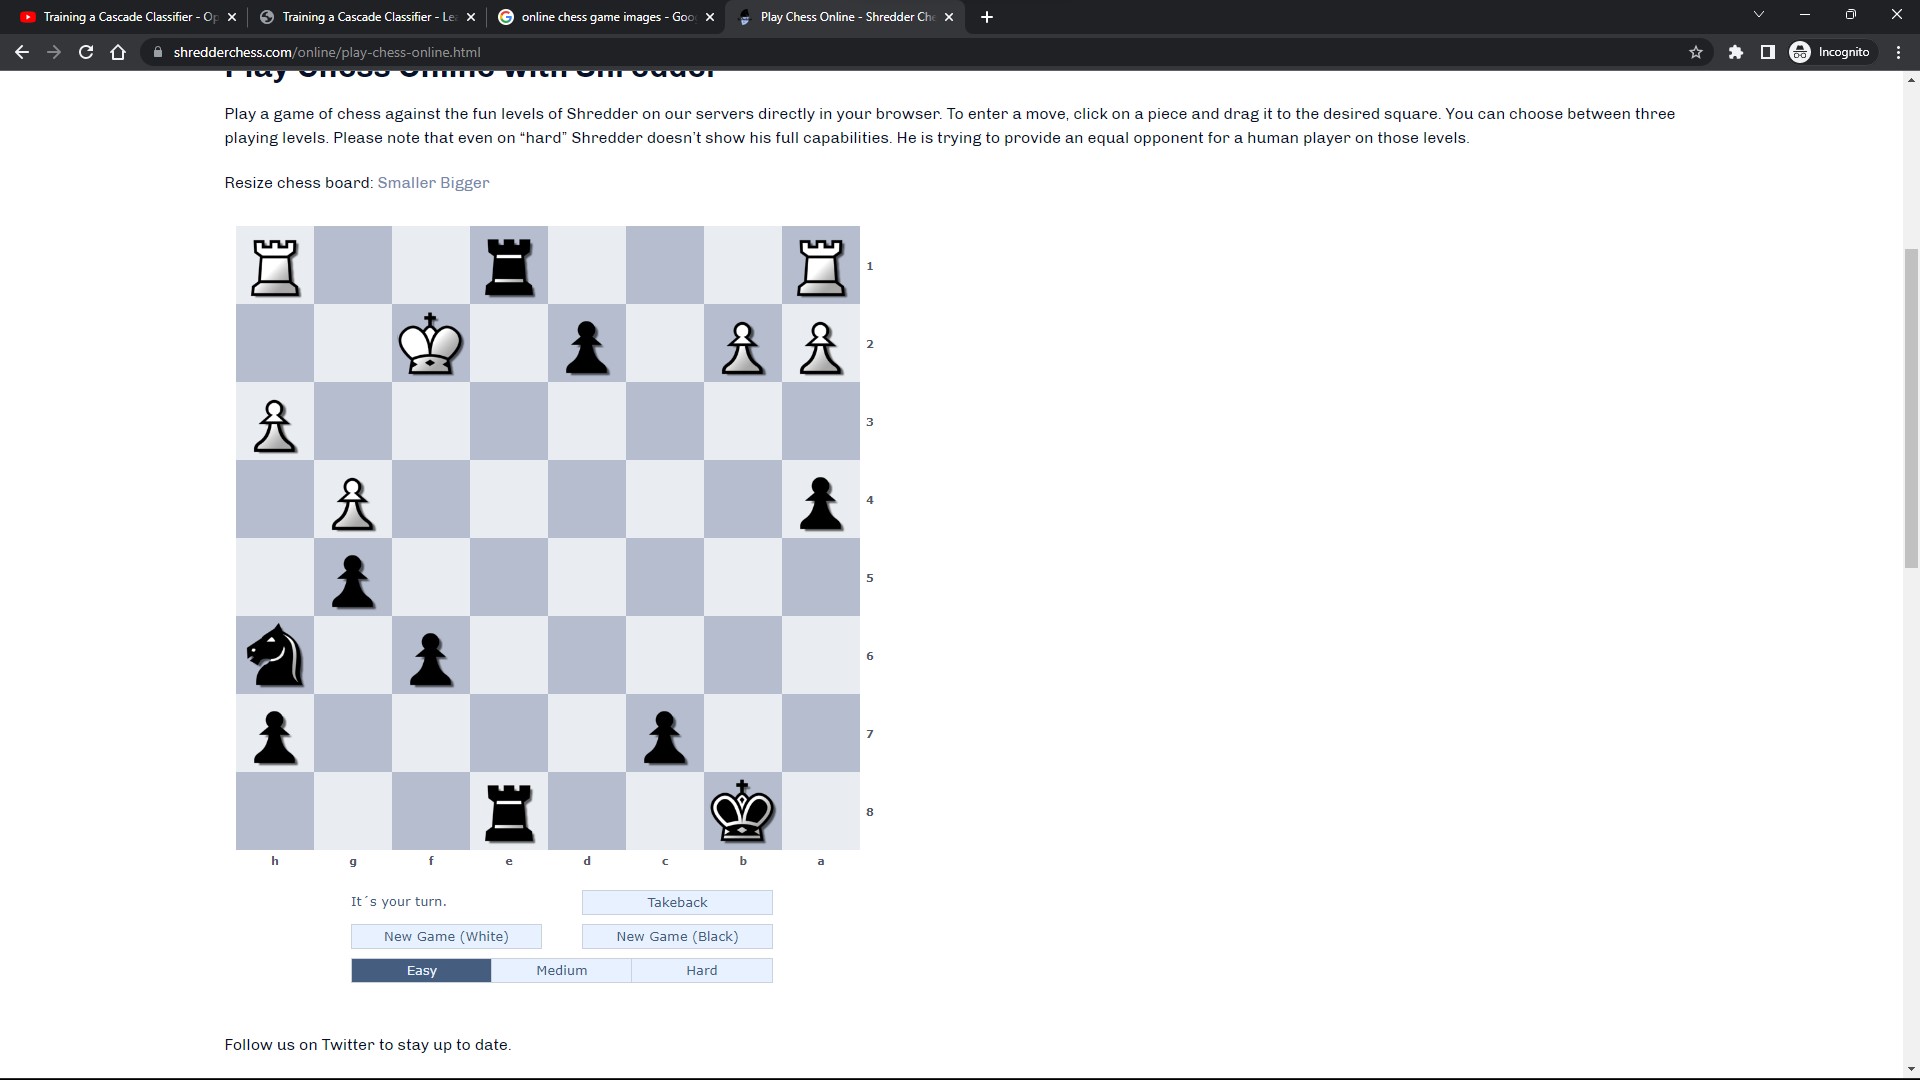 Training a Cascade Classifier - Op
Training a Cascade Classifier - Le
online chess game images - Goo
Play Chess Online - Shredder Che
shredderchess.com/online/play-chess-online.html
Incognito
Play Chess Online with Shredder
Play a game of chess against the fun levels of Shredder on our servers directly in your browser. To enter a move, click on a piece and drag it to the desired square. You can choose between three
playing levels. Please note that even on “hard” Shredder doesn’t show his full capabilities. He is trying to provide an equal opponent for a human player on those levels.
Resize chess board: Smaller Bigger
1
2
3
4
5
6
7
8
h g f e d c b a
It´s your turn.
Takeback
New Game (White)
New Game (Black)
Easy
Medium
Hard
Follow us on Twitter to stay up to date.